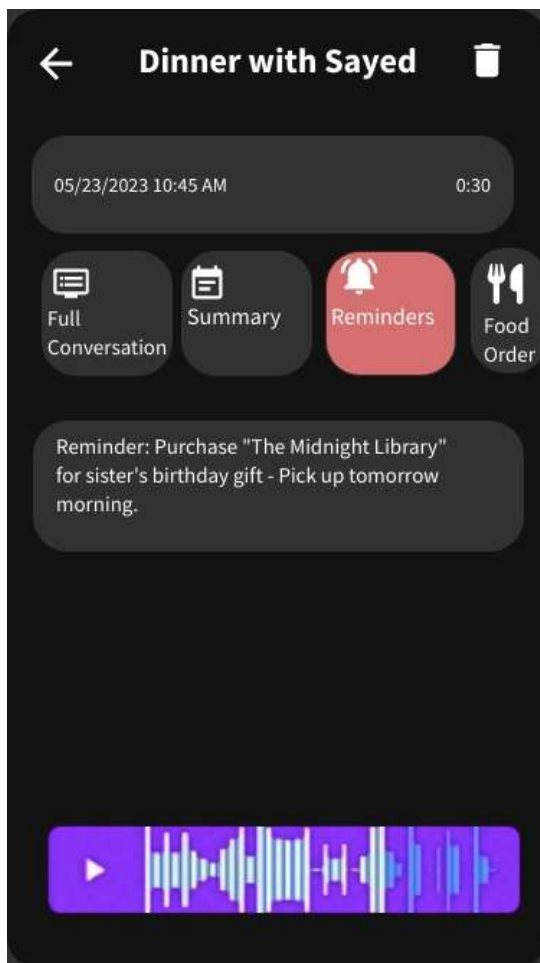 Dinner with Sayed
05/23/2023 10:45 AM 0:30
Full
Conversation
Summary
Reminders
Food
Order
Reminder: Purchase "The Midnight Library"
for sister's birthday gift - Pick up tomorrow
morning.